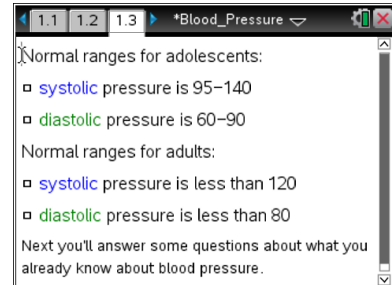 1.1 1.2 1.3 *Blood_Pressure
Normal ranges for adolescents:
▫ systolic pressure is 95−140
▫ diastolic pressure is 60−90
Normal ranges for adults:
▫ systolic pressure is less than 120
▫ diastolic pressure is less than 80
Next you'll answer some questions about what you
already know about blood pressure.